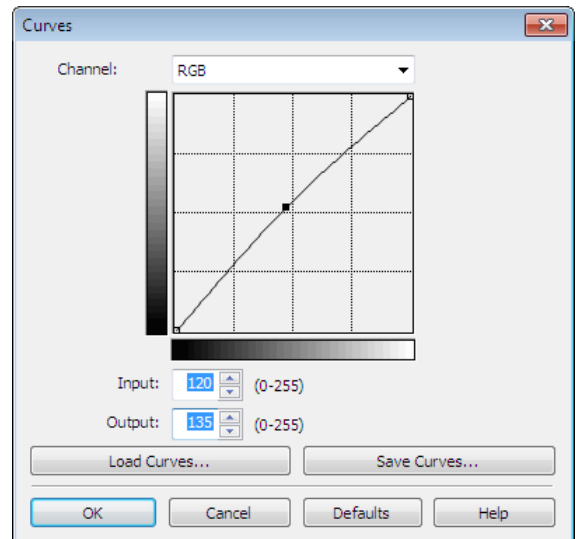 Curves
Channel: RGB
Input: 120 (0-255)
Output: 135 (0-255)
Load Curves... Save Curves...
OK Cancel Defaults Help